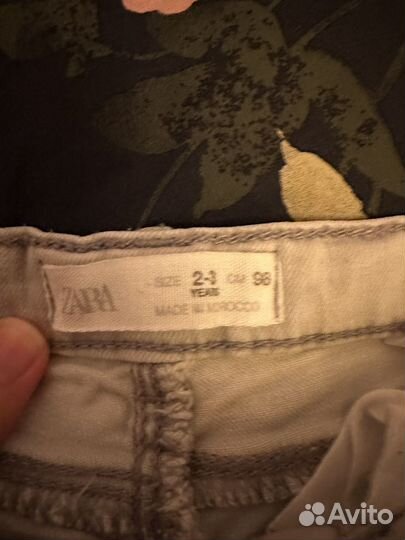 ZARA
SIZE 2-3 CM 98
YEARS
MADE IN MOROCCO
Avito